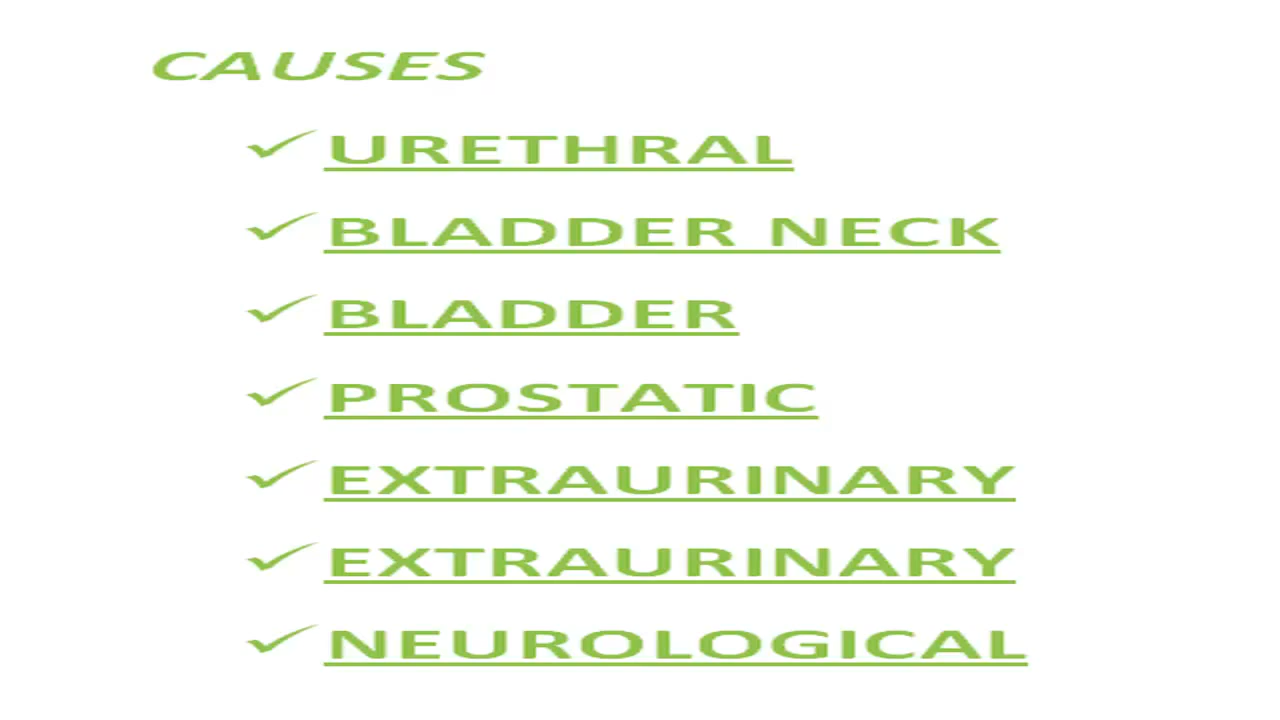 CAUSES
✓ URETHRAL
✓ BLADDER NECK
✓ BLADDER
✓ PROSTATIC
✓ EXTRAURINARY
✓ EXTRAURINARY
✓ NEUROLOGICAL